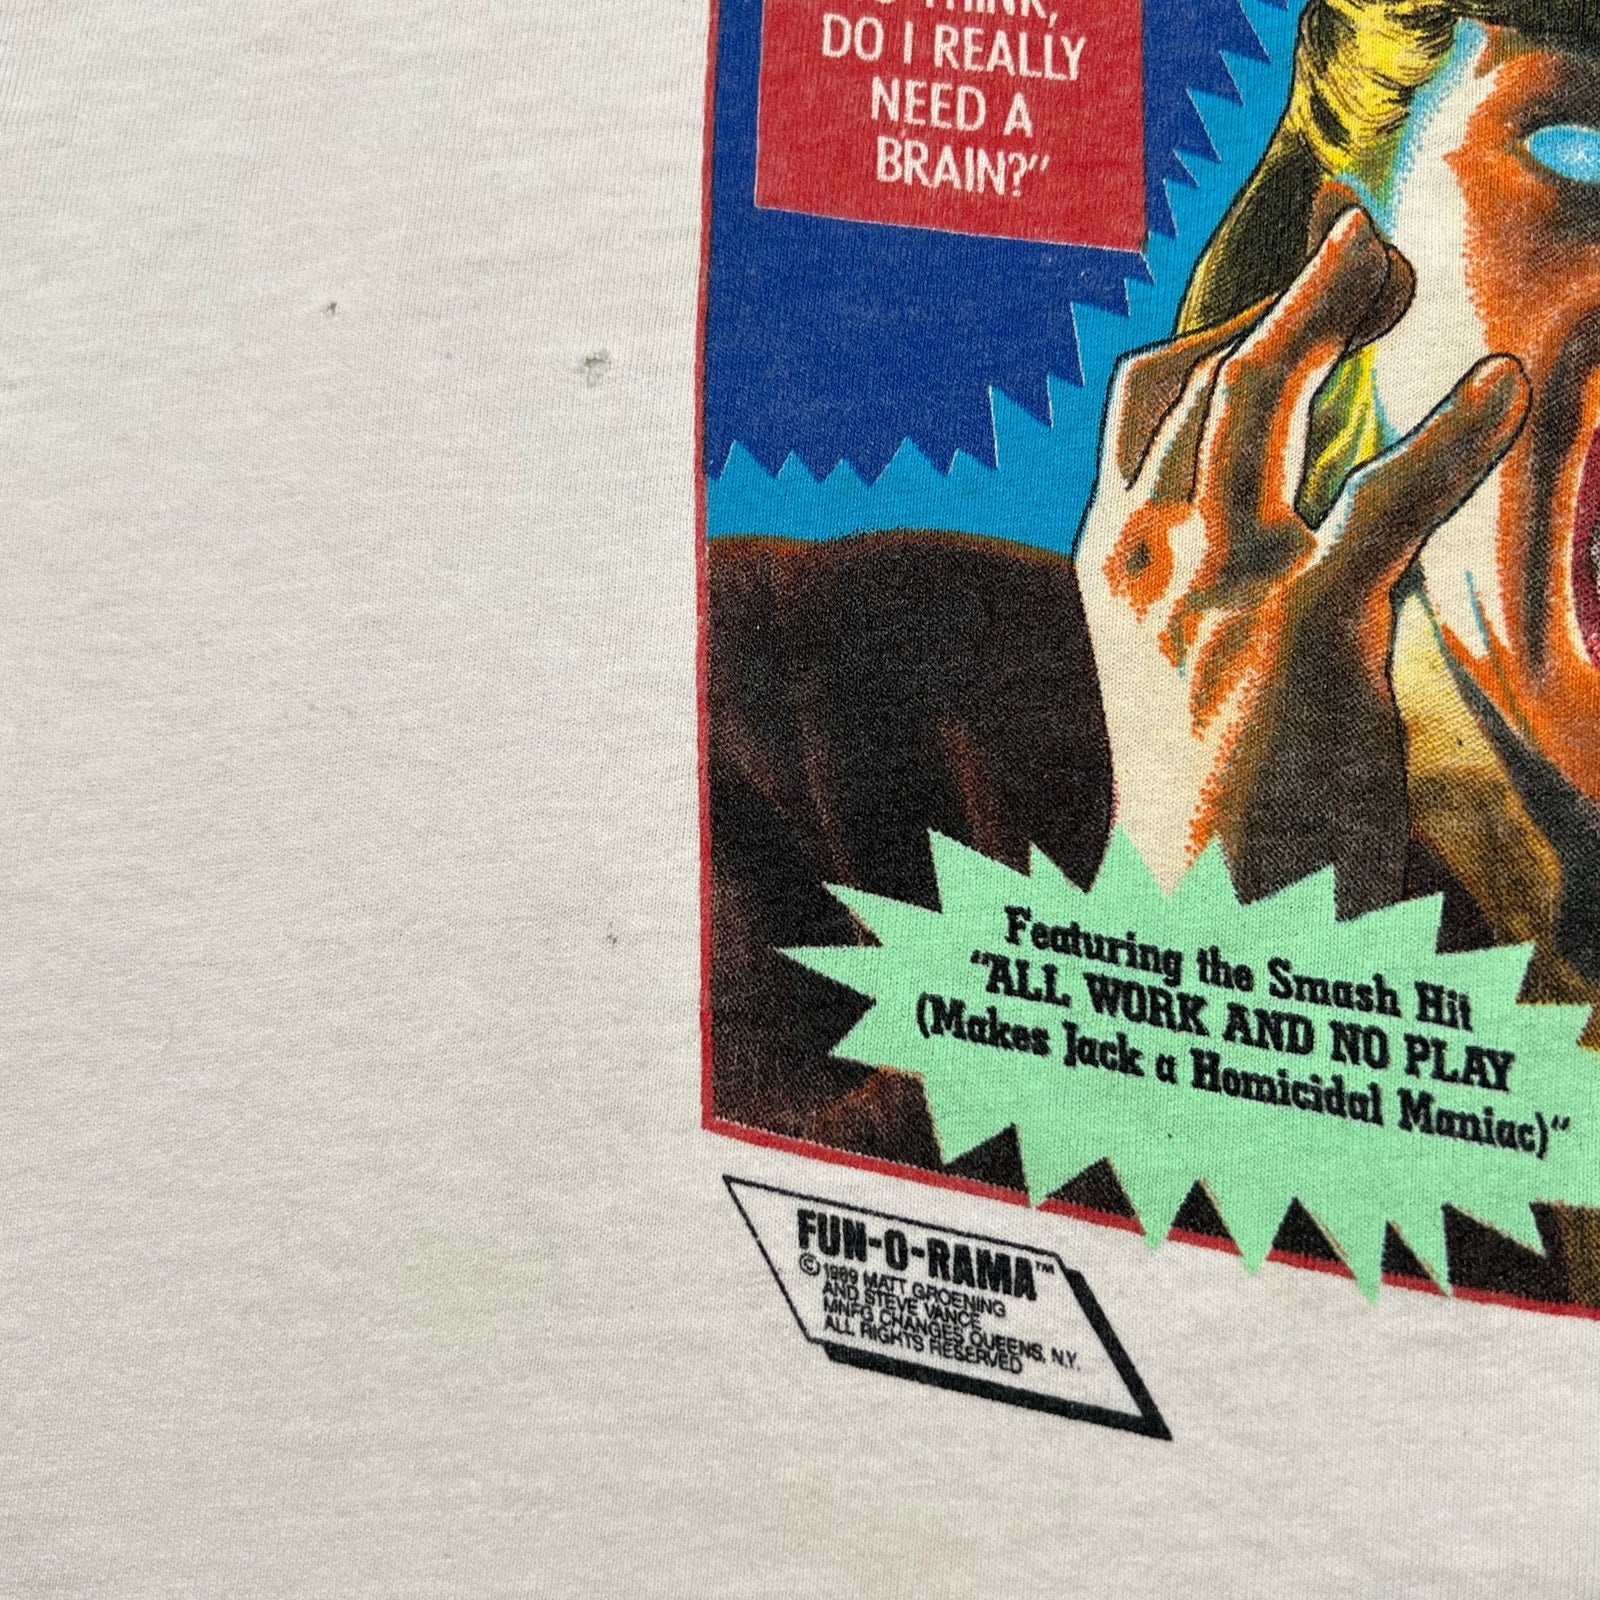 THINK,
DO I REALLY
NEED A
BRAIN?"
Featuring the Smash Hit
"ALL WORK AND NO PLAY
(Makes Jack a Homicidal Maniac)"
FUN-O-RAMA™
© 1989 MATT GROENING
AND STEVE VANCE
MNFG CHANGES QUEENS, N.Y.
ALL RIGHTS RESERVED